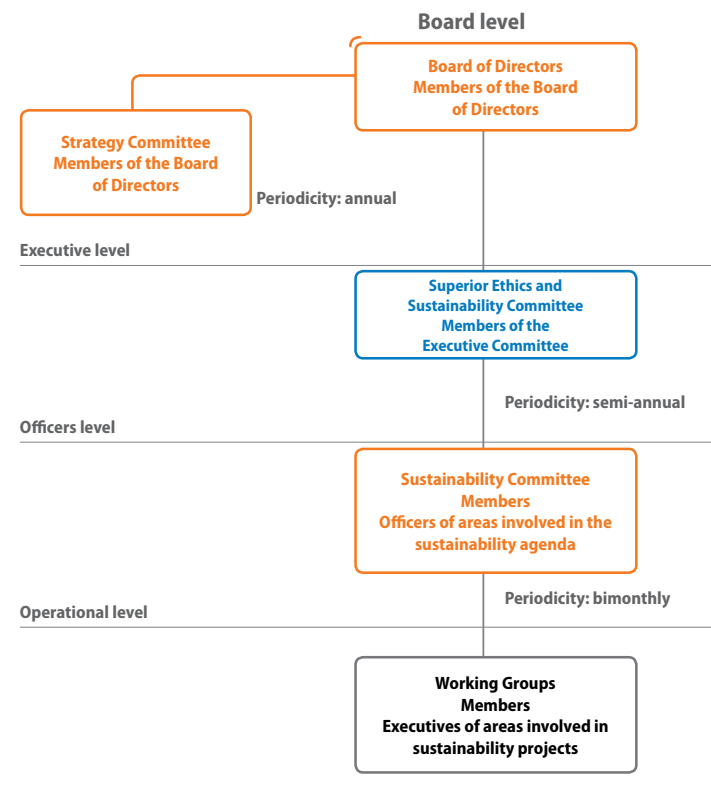 Board level
Board of Directors
Members of the Board
of Directors
Strategy Committee
Members of the Board
of Directors
Periodicity: annual
Executive level
Superior Ethics and
Sustainability Committee
Members of the
Executive Committee
Periodicity: semi-annual
Officers level
Sustainability Committee
Members
Officers of areas involved in the
sustainability agenda
Periodicity: bimonthly
Operational level
Working Groups
Members
Executives of areas involved in
sustainability projects